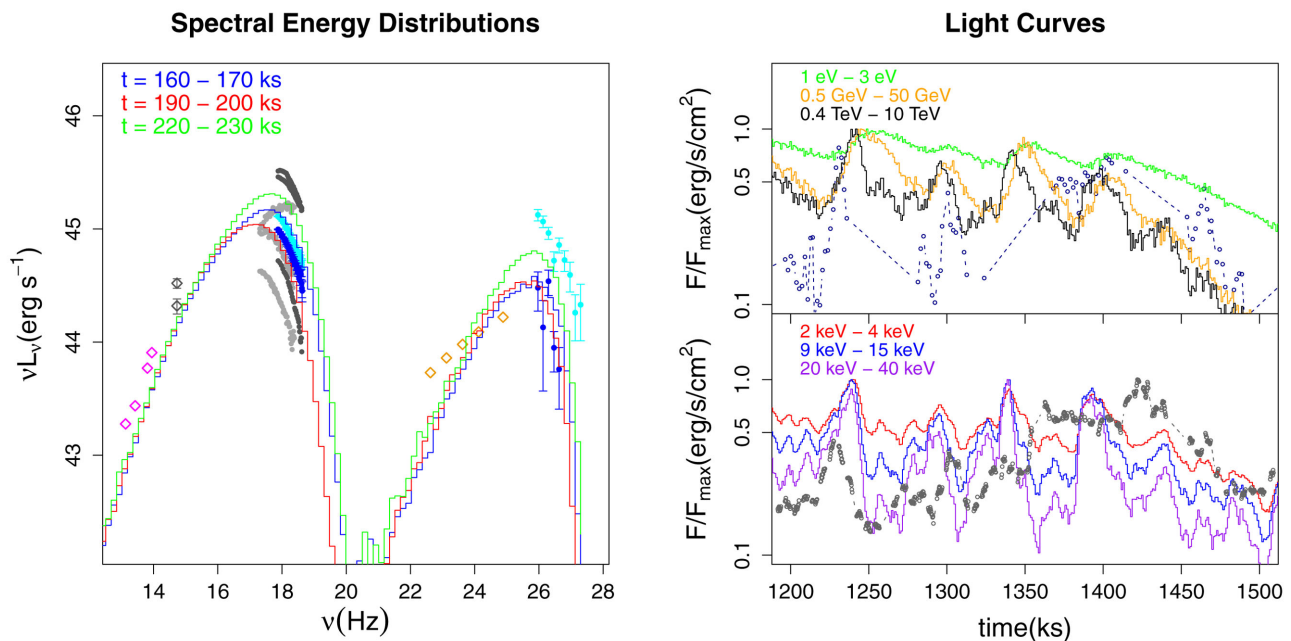 Spectral Energy Distributions
t = 160 − 170 ks
t = 190 − 200 ks
t = 220 − 230 ks
νLν(erg s−1)
46
45
44
43
14 16 18 20 22 24 26 28
ν(Hz)
Light Curves
1 eV − 3 eV
0.5 GeV − 50 GeV
0.4 TeV − 10 TeV
F/Fmax(erg/s/cm2)
1.0
0.5
0.1
2 keV − 4 keV
9 keV − 15 keV
20 keV − 40 keV
F/Fmax(erg/s/cm2)
1.0
0.5
0.1
1200 1250 1300 1350 1400 1450 1500
time(ks)